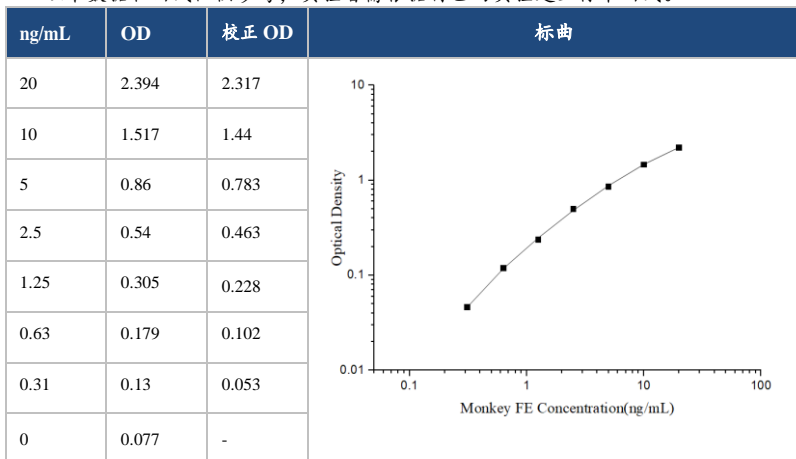 ng/mL OD 校正 OD 标曲
20 2.394 2.317
10 1.517 1.44
5 0.86 0.783
2.5 0.54 0.463
1.25 0.305 0.228
0.63 0.179 0.102
0.31 0.13 0.053
0 0.077 -
10
1
0.1
0.01
Optical Density
0.1 1 10 100
Monkey FE Concentration(ng/mL)